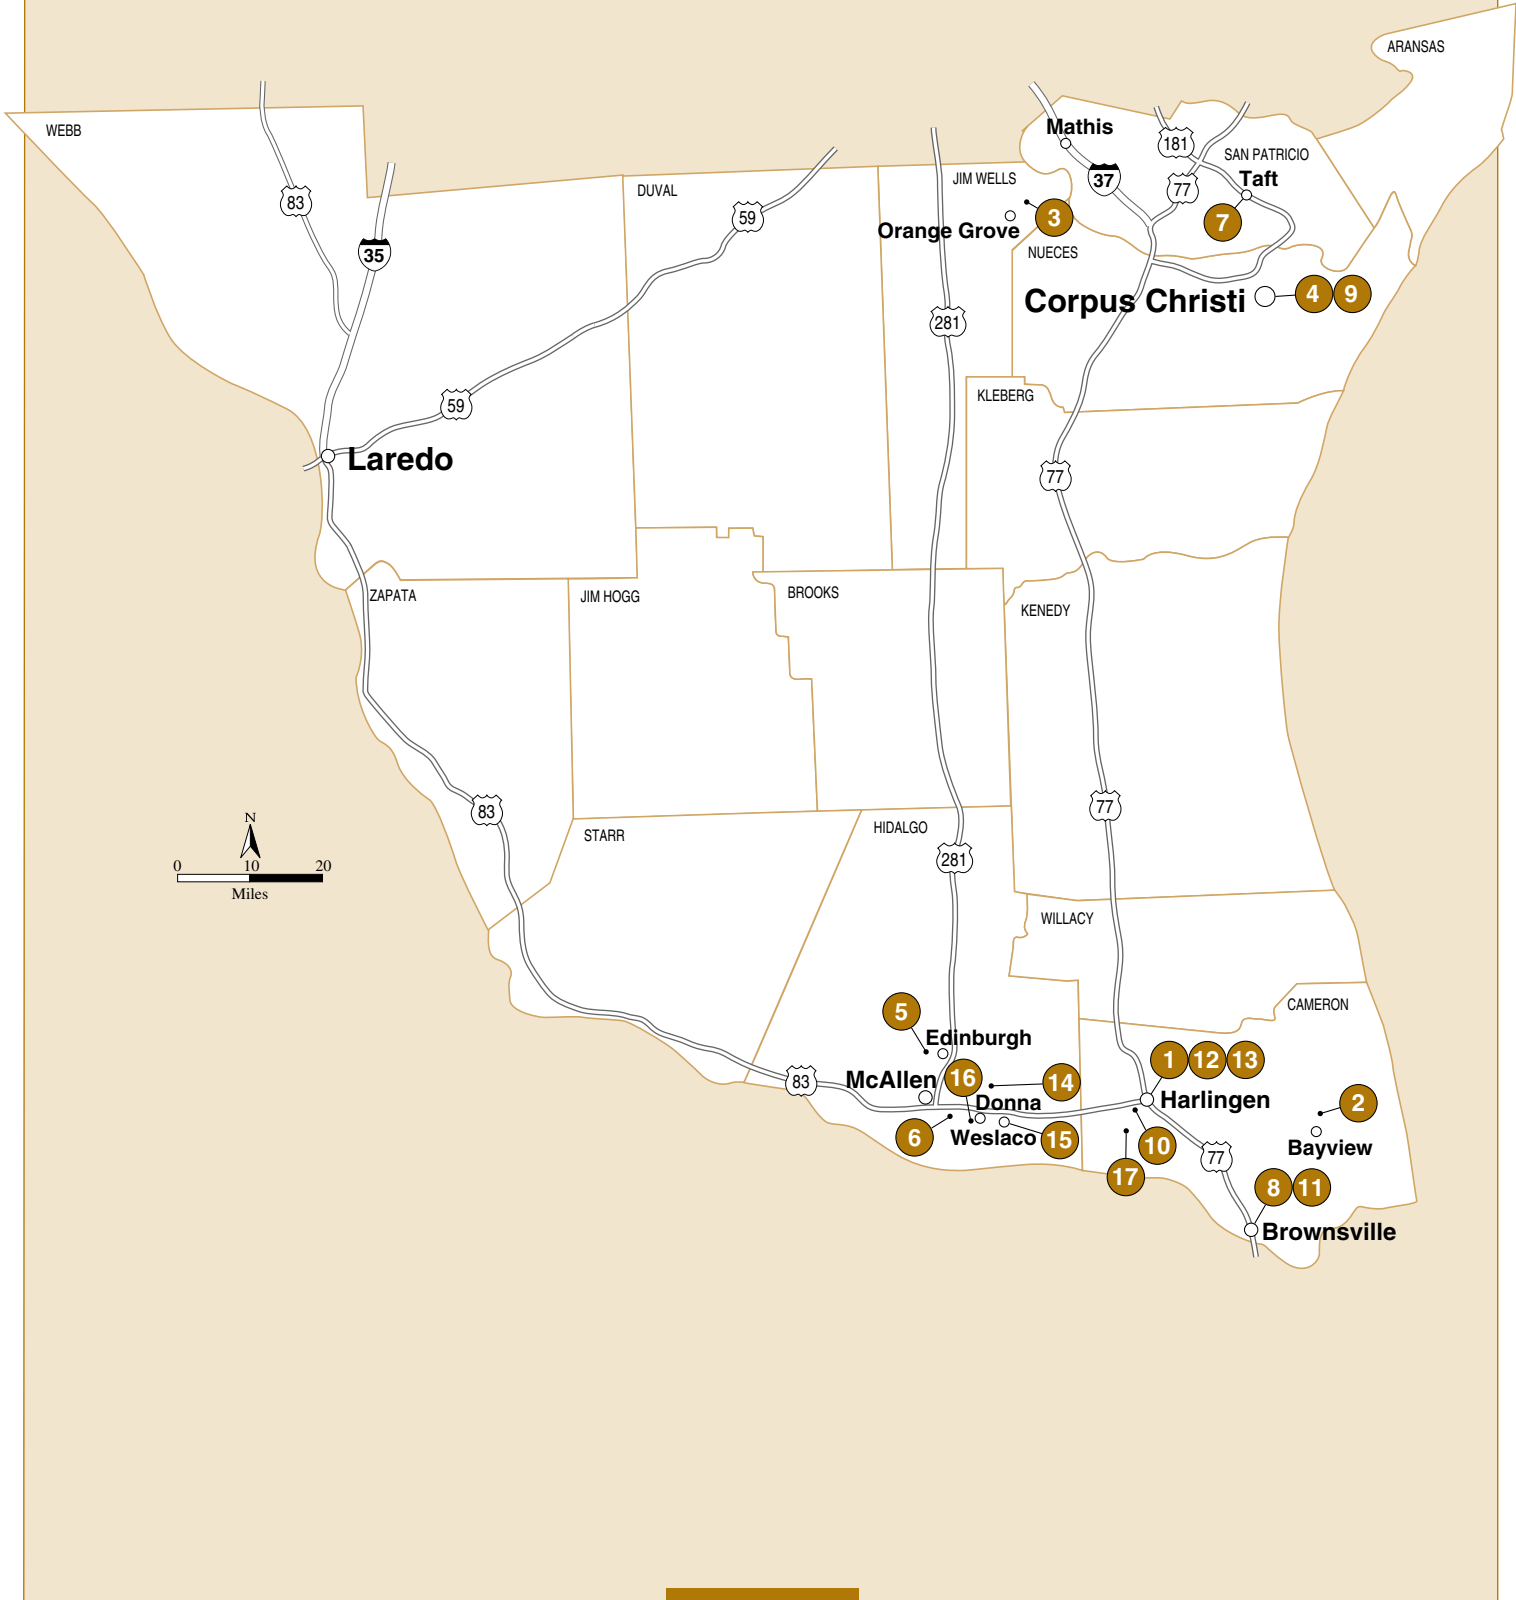 ARANSAS
WEBB
Mathis
181
SAN PATRICIO
JIM WELLS
37
Taft
DUVAL
77
83
59
3
7
Orange Grove
35
NUECES
Corpus Christi
4
9
281
KLEBERG
59
Laredo
77
ZAPATA
JIM HOGG
BROOKS
KENEDY
83
77
N
STARR
HIDALGO
281
0
10
20
Miles
WILLACY
CAMERON
5
Edinburgh
1
12
13
McAllen
16
14
83
Donna
Harlingen
2
6
Weslaco
15
10
Bayview
77
17
8
11
Brownsville